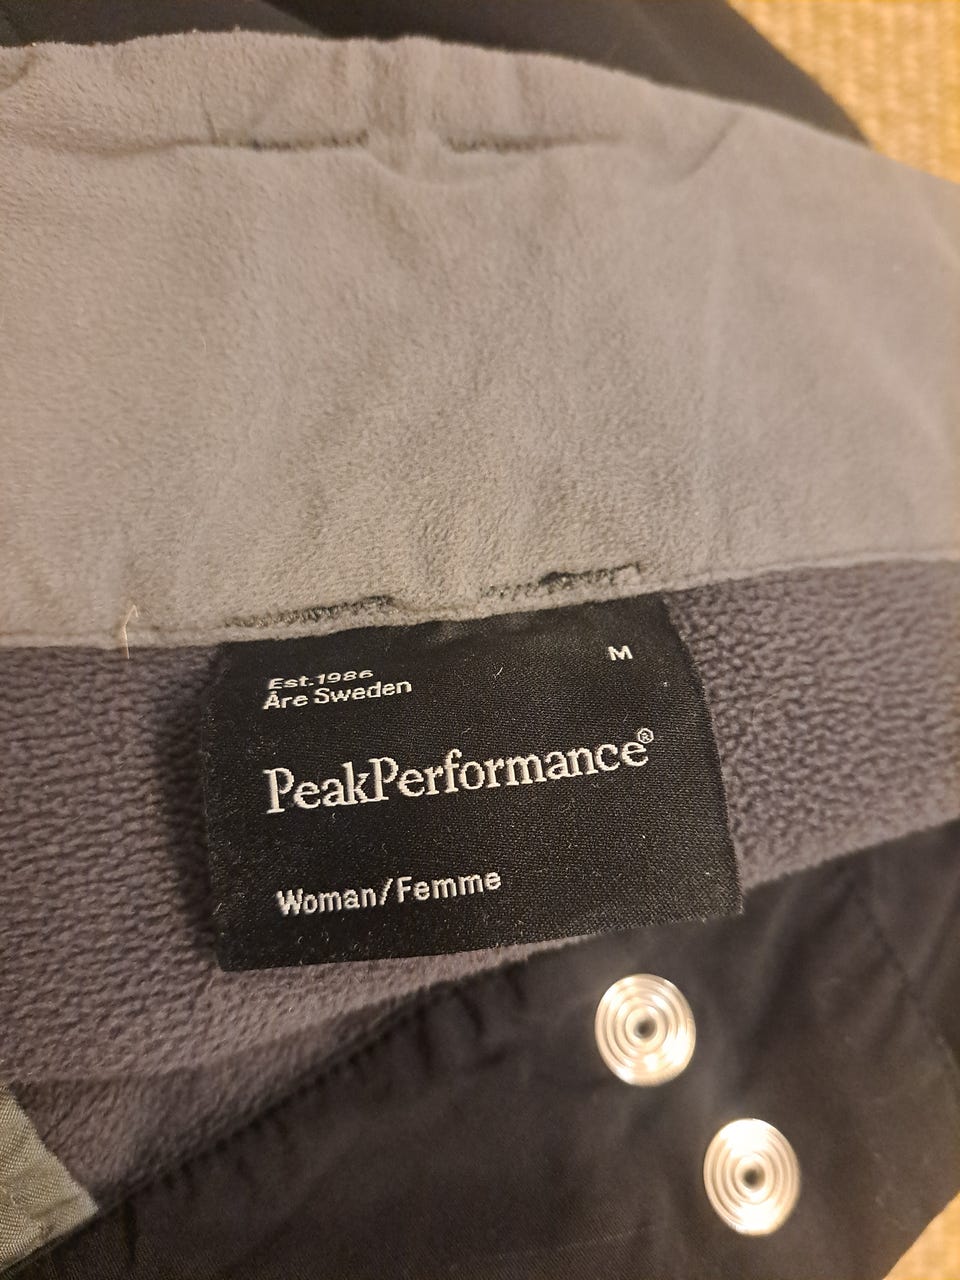 Est.1986
Åre Sweden
M
PeakPerformance®
Woman/Femme